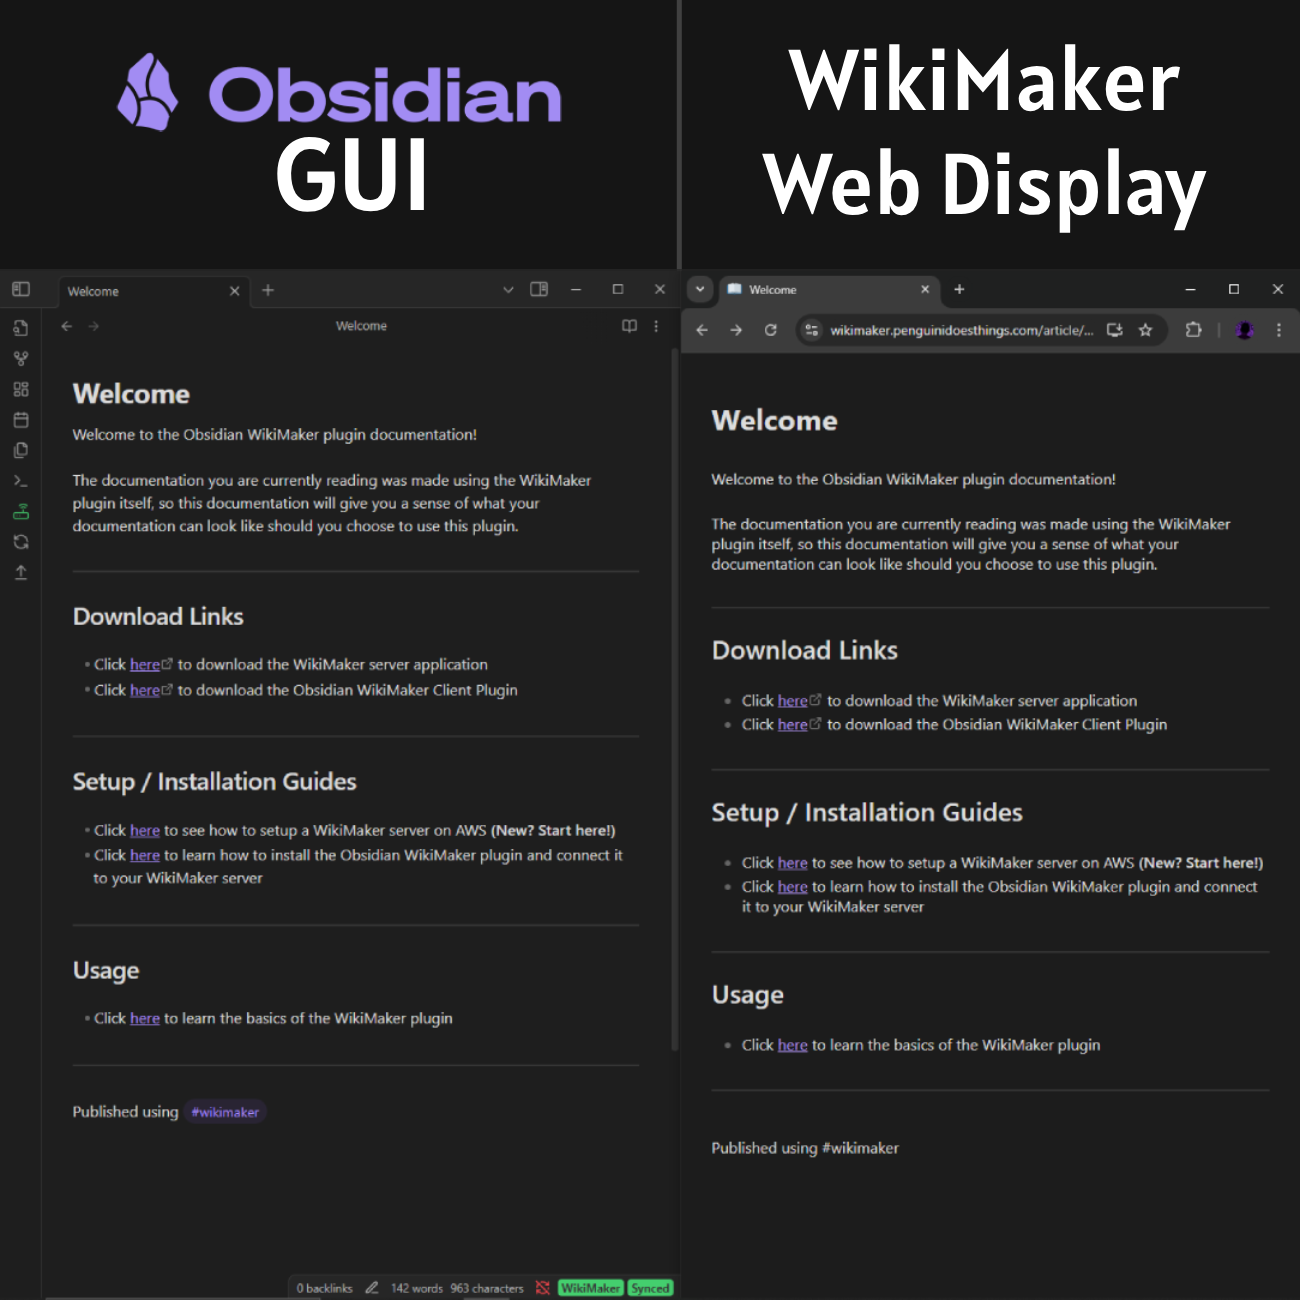 Obsidian
GUI
Welcome
Welcome
Welcome
Welcome to the Obsidian WikiMaker plugin documentation!
The documentation you are currently reading was made using the WikiMaker
plugin itself, so this documentation will give you a sense of what your
documentation can look like should you choose to use this plugin.
Download Links
Click here to download the WikiMaker server application
Click here to download the Obsidian WikiMaker Client Plugin
Setup / Installation Guides
Click here to see how to setup a WikiMaker server on AWS (New? Start here!)
Click here to learn how to install the Obsidian WikiMaker plugin and connect it
to your WikiMaker server
Usage
Click here to learn the basics of the WikiMaker plugin
Published using #wikimaker
0 backlinks 142 words 963 characters WikiMaker Synced
WikiMaker
Web Display
Welcome
wikimaker.penguinidoesthings.com/article/...
Welcome
Welcome to the Obsidian WikiMaker plugin documentation!
The documentation you are currently reading was made using the WikiMaker
plugin itself, so this documentation will give you a sense of what your
documentation can look like should you choose to use this plugin.
Download Links
Click here to download the WikiMaker server application
Click here to download the Obsidian WikiMaker Client Plugin
Setup / Installation Guides
Click here to see how to setup a WikiMaker server on AWS (New? Start here!)
Click here to learn how to install the Obsidian WikiMaker plugin and connect
it to your WikiMaker server
Usage
Click here to learn the basics of the WikiMaker plugin
Published using #wikimaker